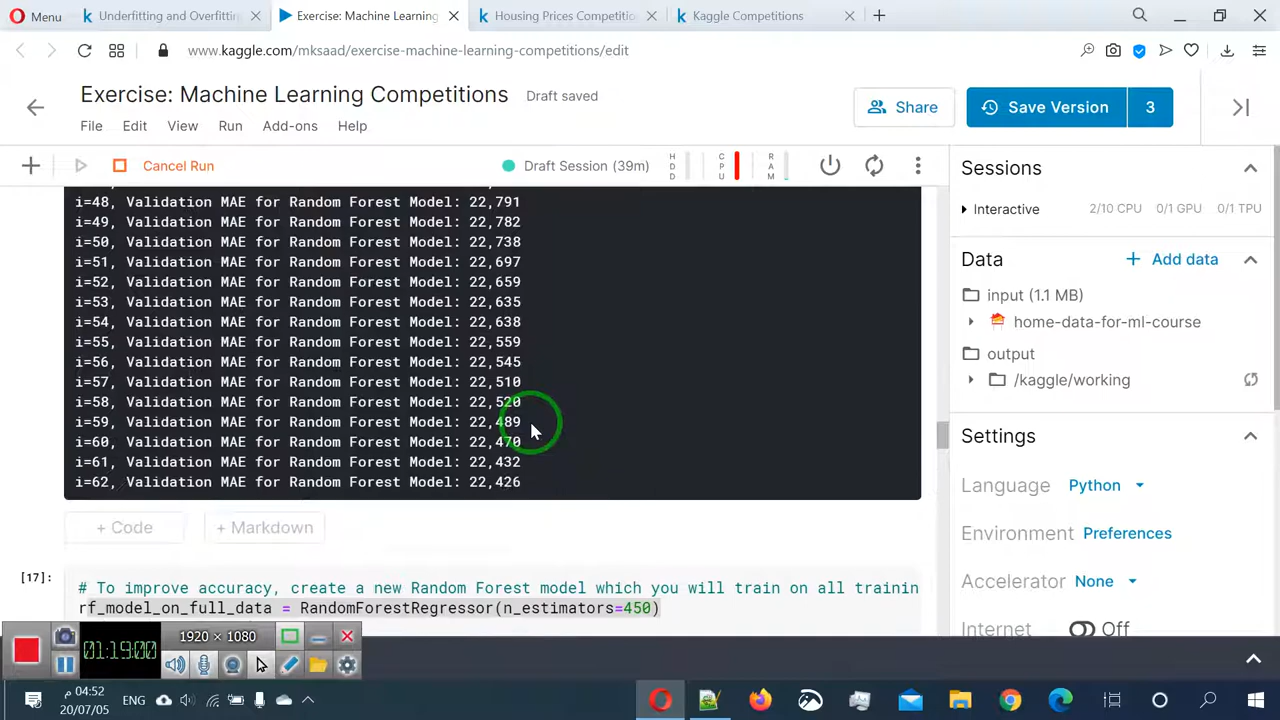 Menu
Underfitting and Overfittin
Exercise: Machine Learning
Housing Prices Competitio
Kaggle Competitions
www.kaggle.com/mksaad/exercise-machine-learning-competitions/edit
Exercise: Machine Learning Competitions
Draft saved
Share
Save Version
3
File Edit View Run Add-ons Help
Cancel Run
Draft Session (39m)
HDD
CPU
RAM
i=48, Validation MAE for Random Forest Model: 22,791
i=49, Validation MAE for Random Forest Model: 22,782
i=50, Validation MAE for Random Forest Model: 22,738
i=51, Validation MAE for Random Forest Model: 22,697
i=52, Validation MAE for Random Forest Model: 22,659
i=53, Validation MAE for Random Forest Model: 22,635
i=54, Validation MAE for Random Forest Model: 22,638
i=55, Validation MAE for Random Forest Model: 22,559
i=56, Validation MAE for Random Forest Model: 22,545
i=57, Validation MAE for Random Forest Model: 22,510
i=58, Validation MAE for Random Forest Model: 22,520
i=59, Validation MAE for Random Forest Model: 22,489
i=60, Validation MAE for Random Forest Model: 22,470
i=61, Validation MAE for Random Forest Model: 22,432
i=62, Validation MAE for Random Forest Model: 22,426
+ Code
+ Markdown
[17]:
# To improve accuracy, create a new Random Forest model which you will train on all trainin
rf_model_on_full_data = RandomForestRegressor(n_estimators=450)
Sessions
Interactive
2/10 CPU 0/1 GPU 0/1 TPU
Data
+ Add data
input (1.1 MB)
home-data-for-ml-course
output
/kaggle/working
Settings
Language Python
Environment Preferences
Accelerator None
Internet Off
1920 × 1080
01:19:00
04:52 م
20/07/05
ENG